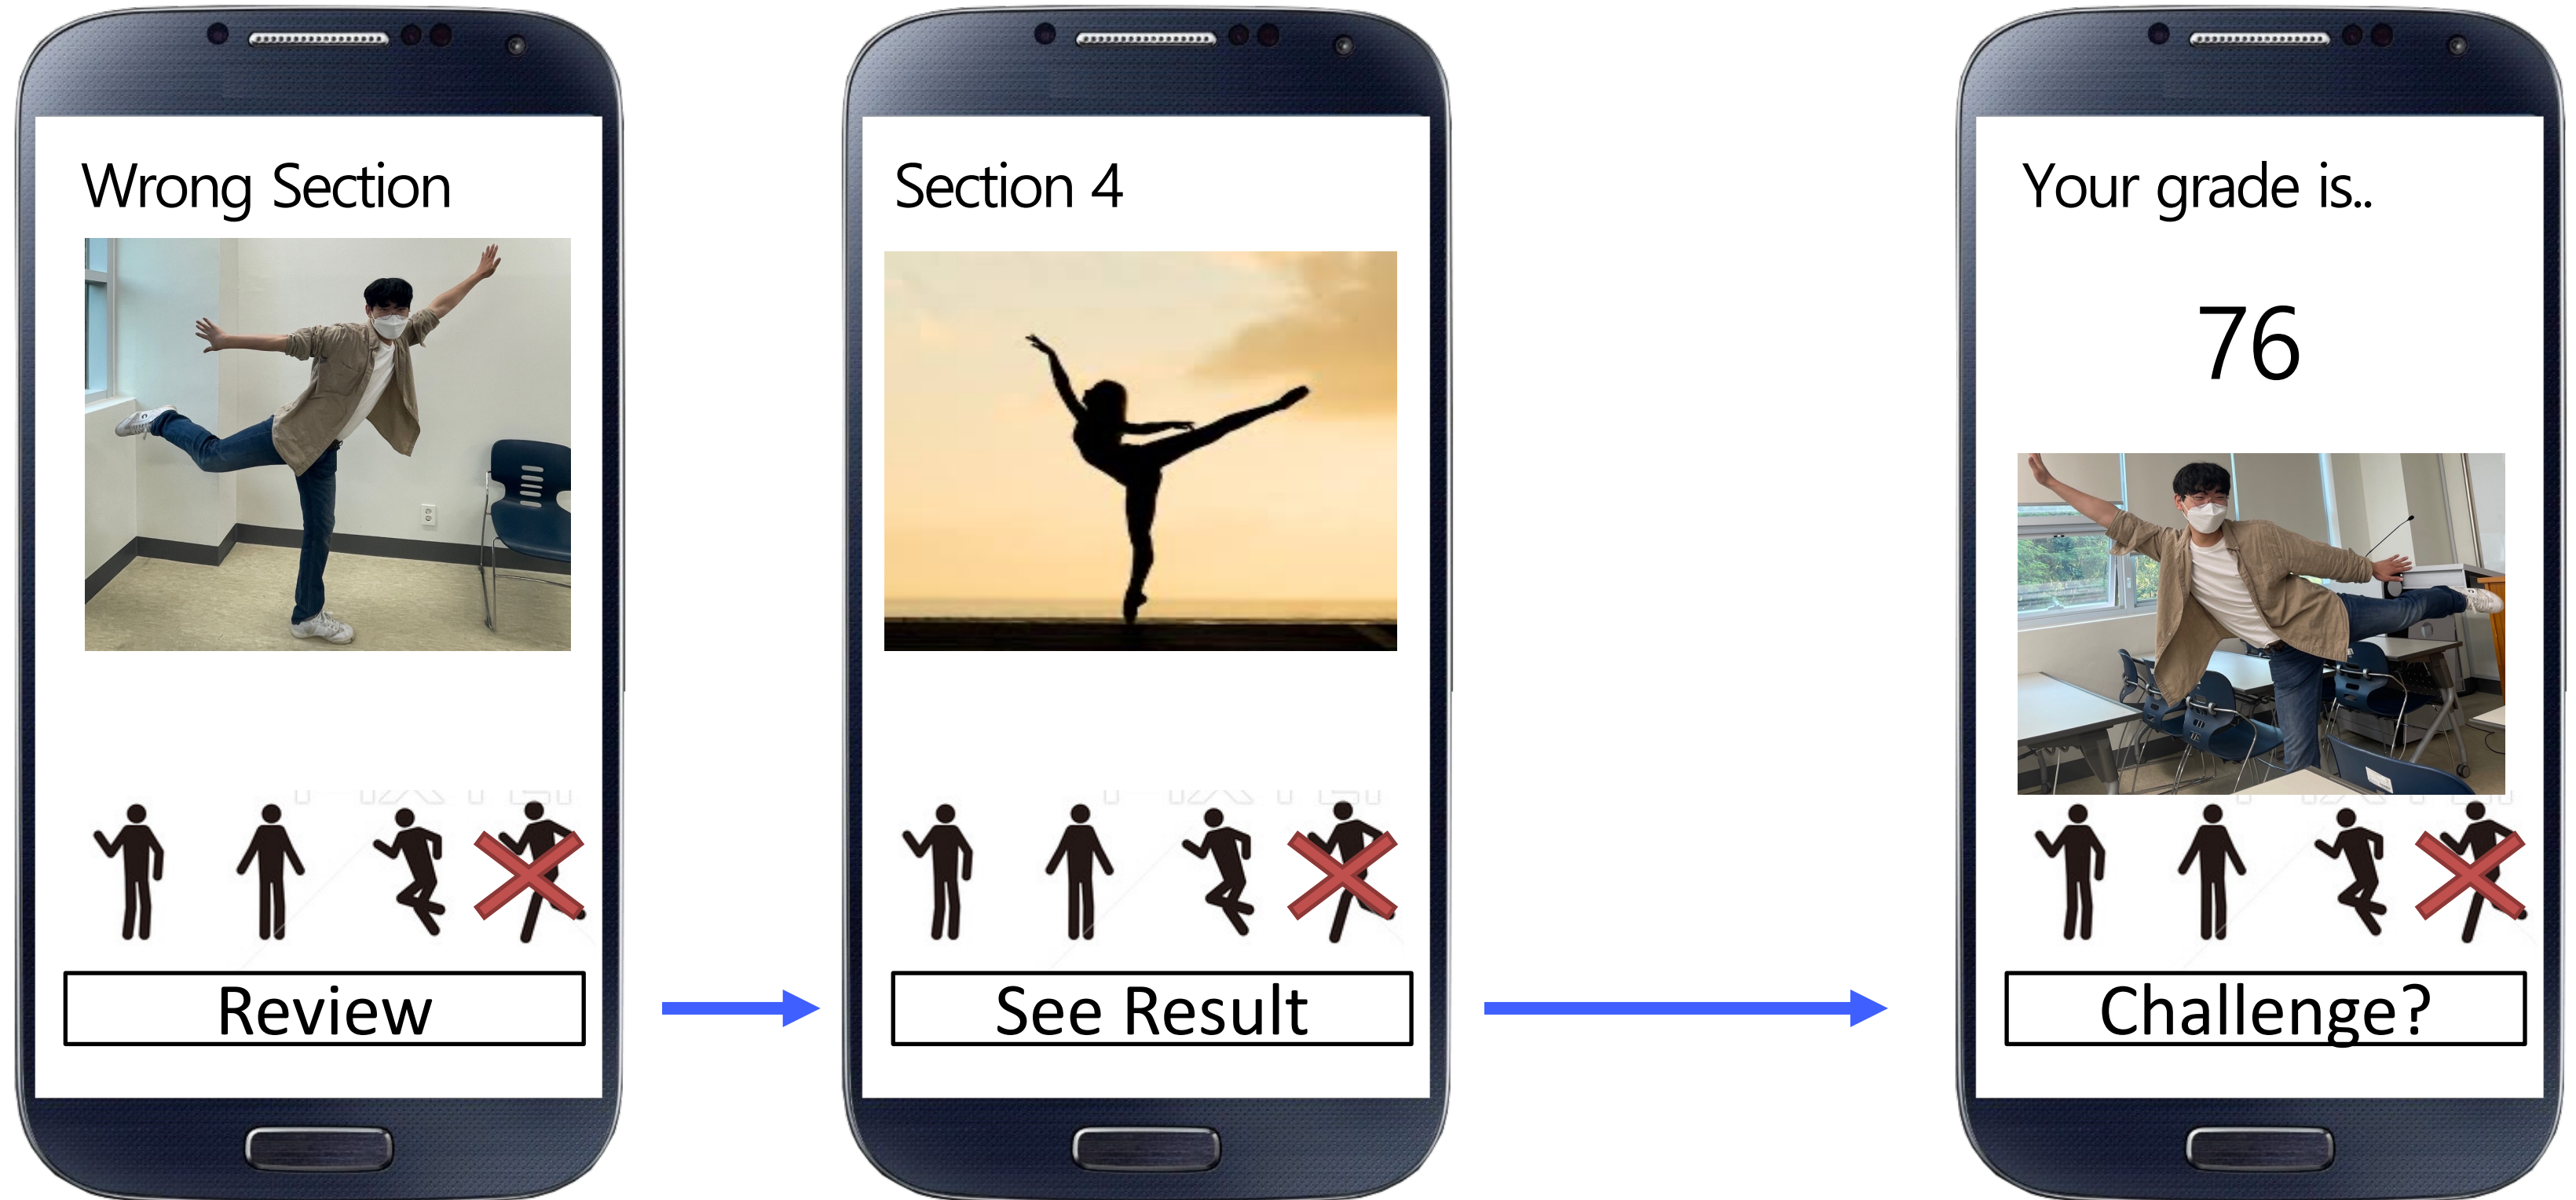 Wrong Section
Review
Section 4
See Result
Your grade is..
76
Challenge?